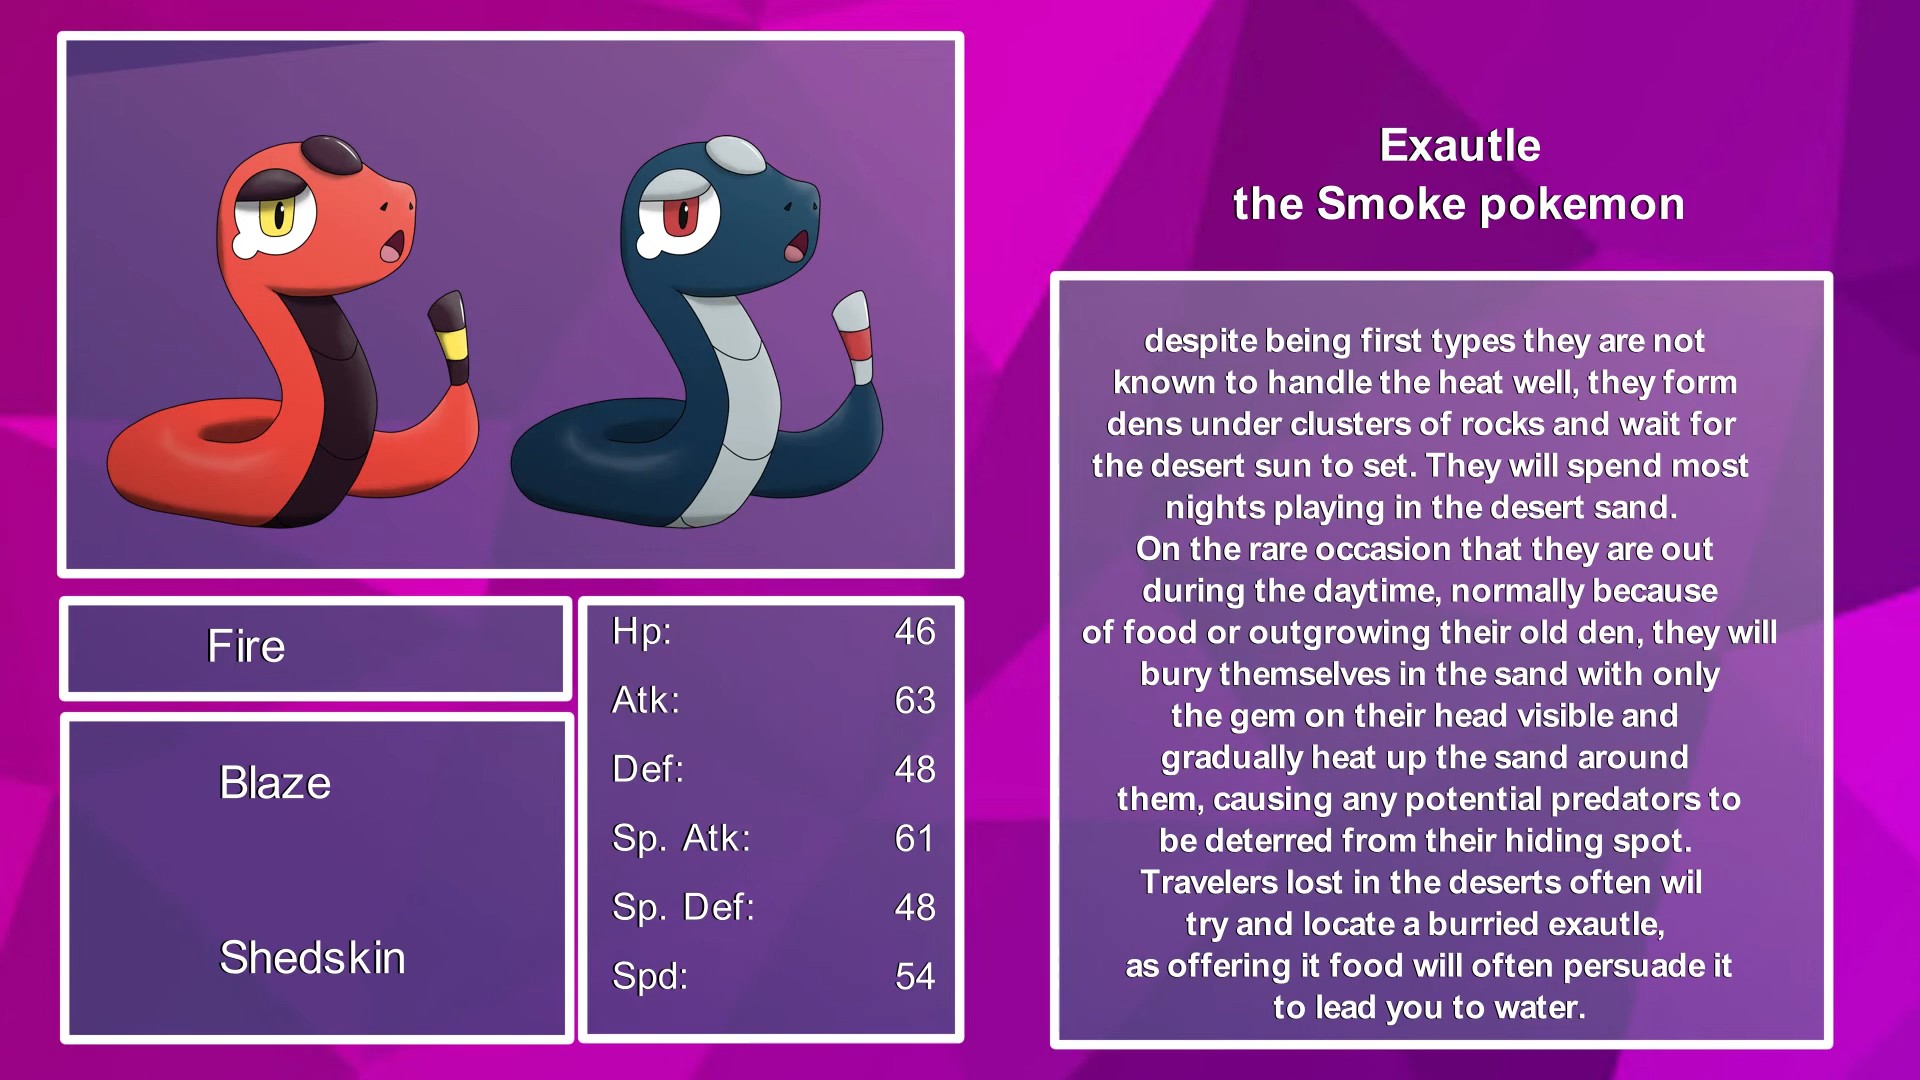 Exautle
the Smoke pokemon
despite being first types they are not
known to handle the heat well, they form
dens under clusters of rocks and wait for
the desert sun to set. They will spend most
nights playing in the desert sand.
On the rare occasion that they are out
during the daytime, normally because
of food or outgrowing their old den, they will
bury themselves in the sand with only
the gem on their head visible and
gradually heat up the sand around
them, causing any potential predators to
be deterred from their hiding spot.
Travelers lost in the deserts often wil
try and locate a burried exautle,
as offering it food will often persuade it
to lead you to water.
Fire
Blaze
Shedskin
Hp: 46
Atk: 63
Def: 48
Sp. Atk: 61
Sp. Def: 48
Spd: 54